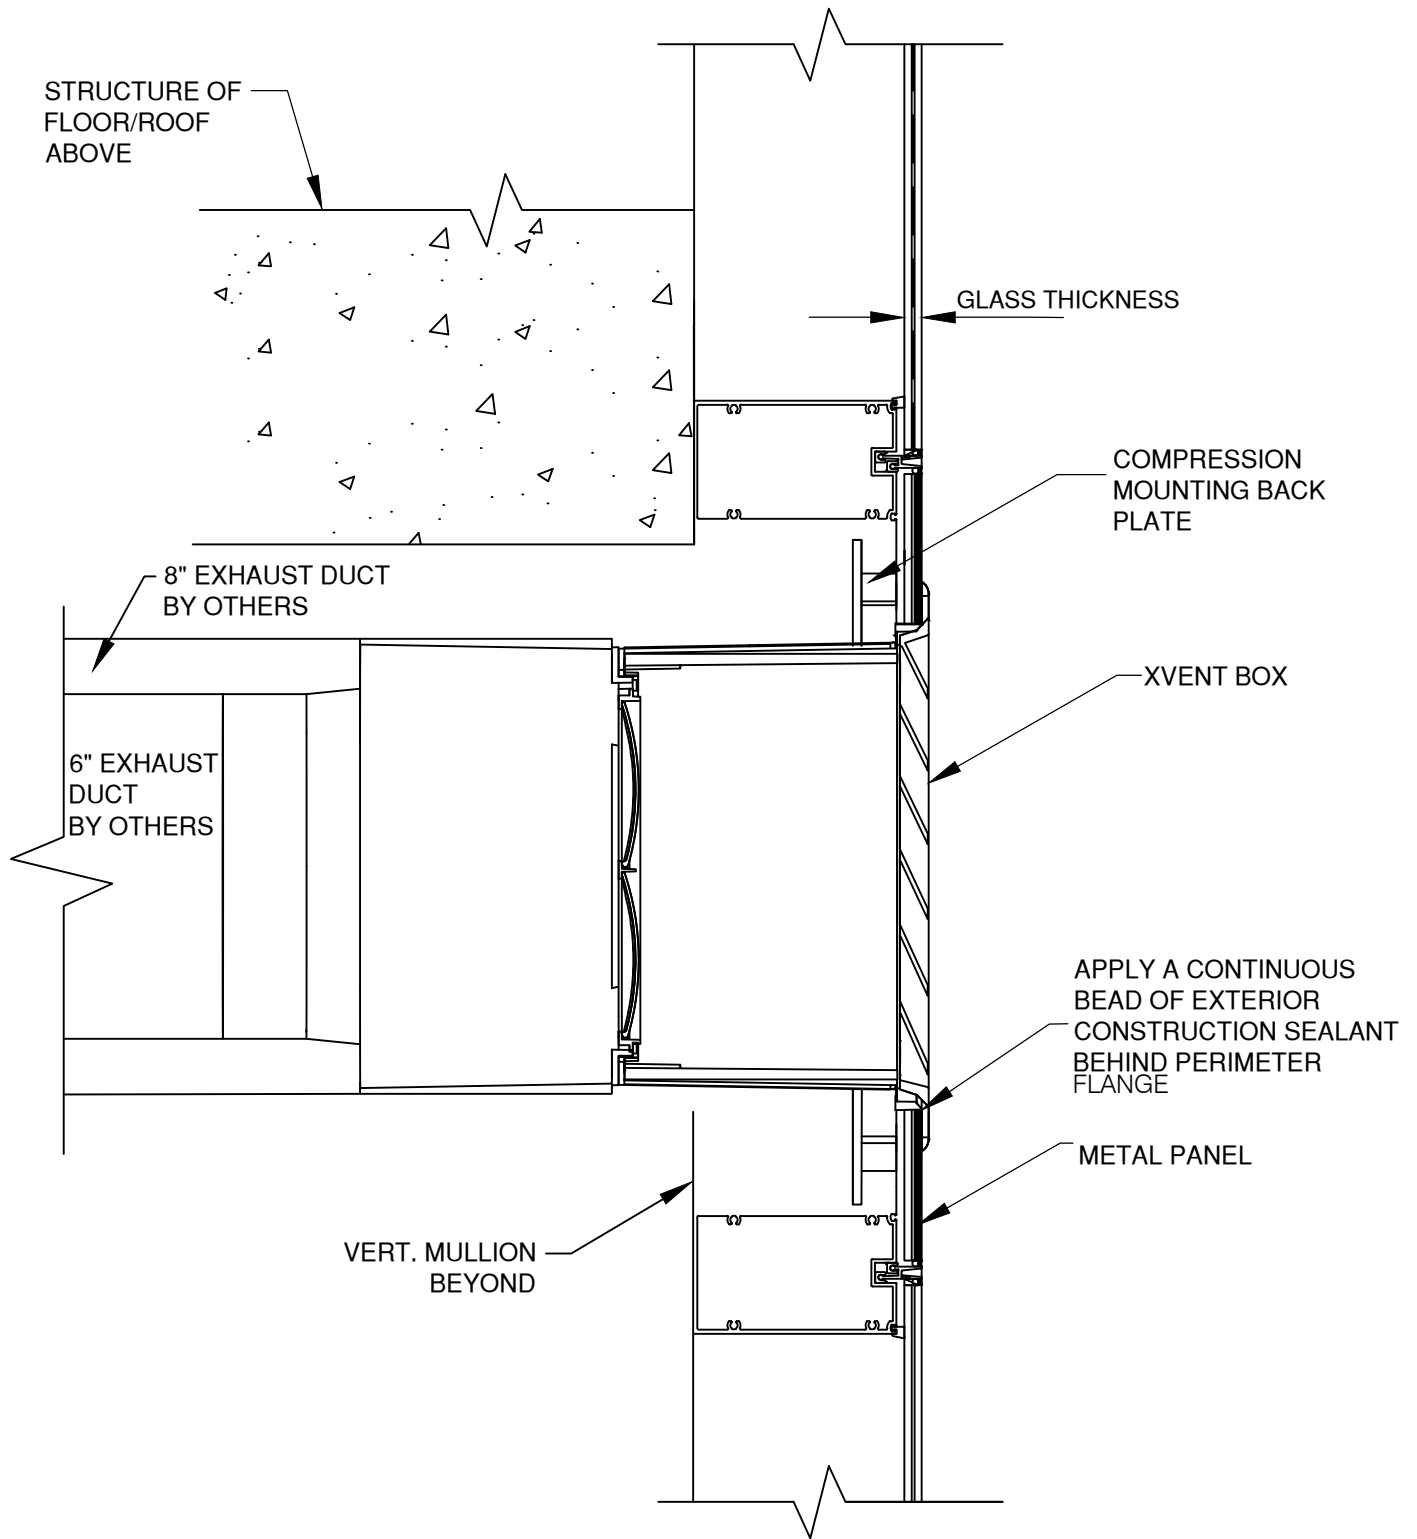 STRUCTURE OF
FLOOR/ROOF
ABOVE
GLASS THICKNESS
COMPRESSION
MOUNTING BACK
PLATE
8" EXHAUST DUCT
BY OTHERS
XVENT BOX
6" EXHAUST
DUCT
BY OTHERS
APPLY A CONTINUOUS
BEAD OF EXTERIOR
CONSTRUCTION SEALANT
BEHIND PERIMETER
FLANGE
METAL PANEL
VERT. MULLION
BEYOND